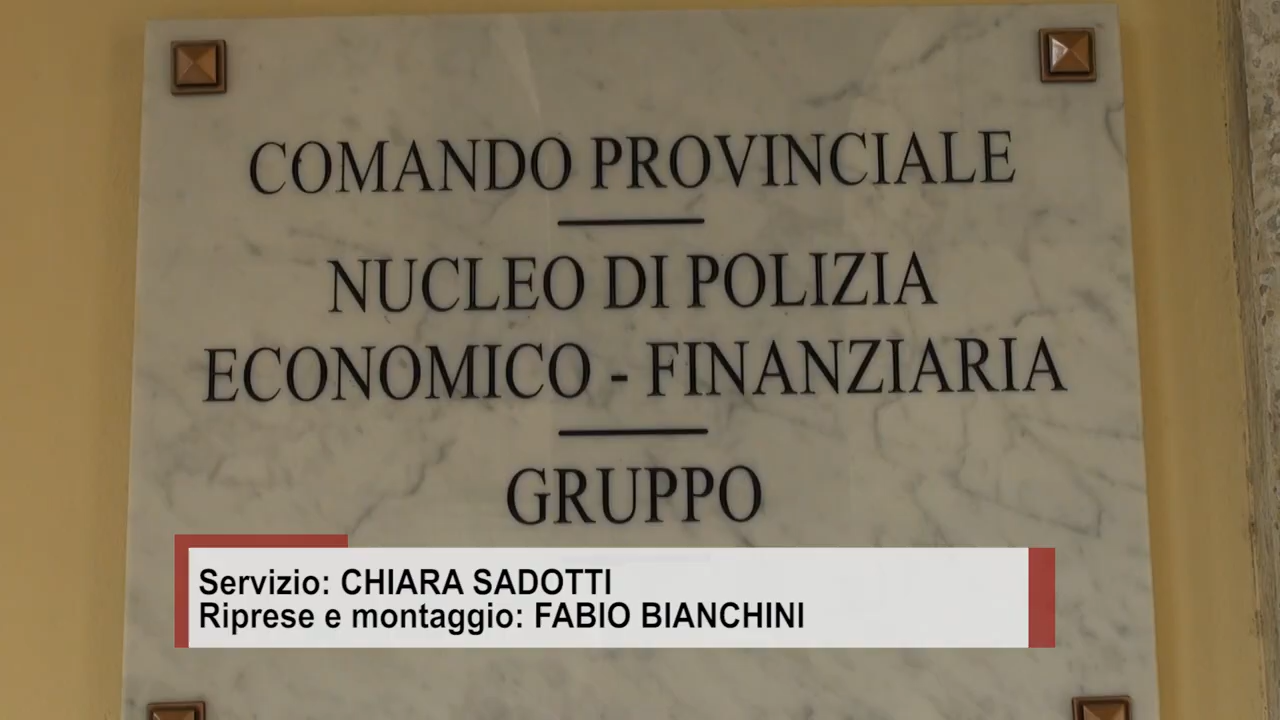 COMANDO PROVINCIALE
NUCLEO DI POLIZIA
ECONOMICO - FINANZIARIA
GRUPPO
Servizio: CHIARA SADOTTI
Riprese e montaggio: FABIO BIANCHINI